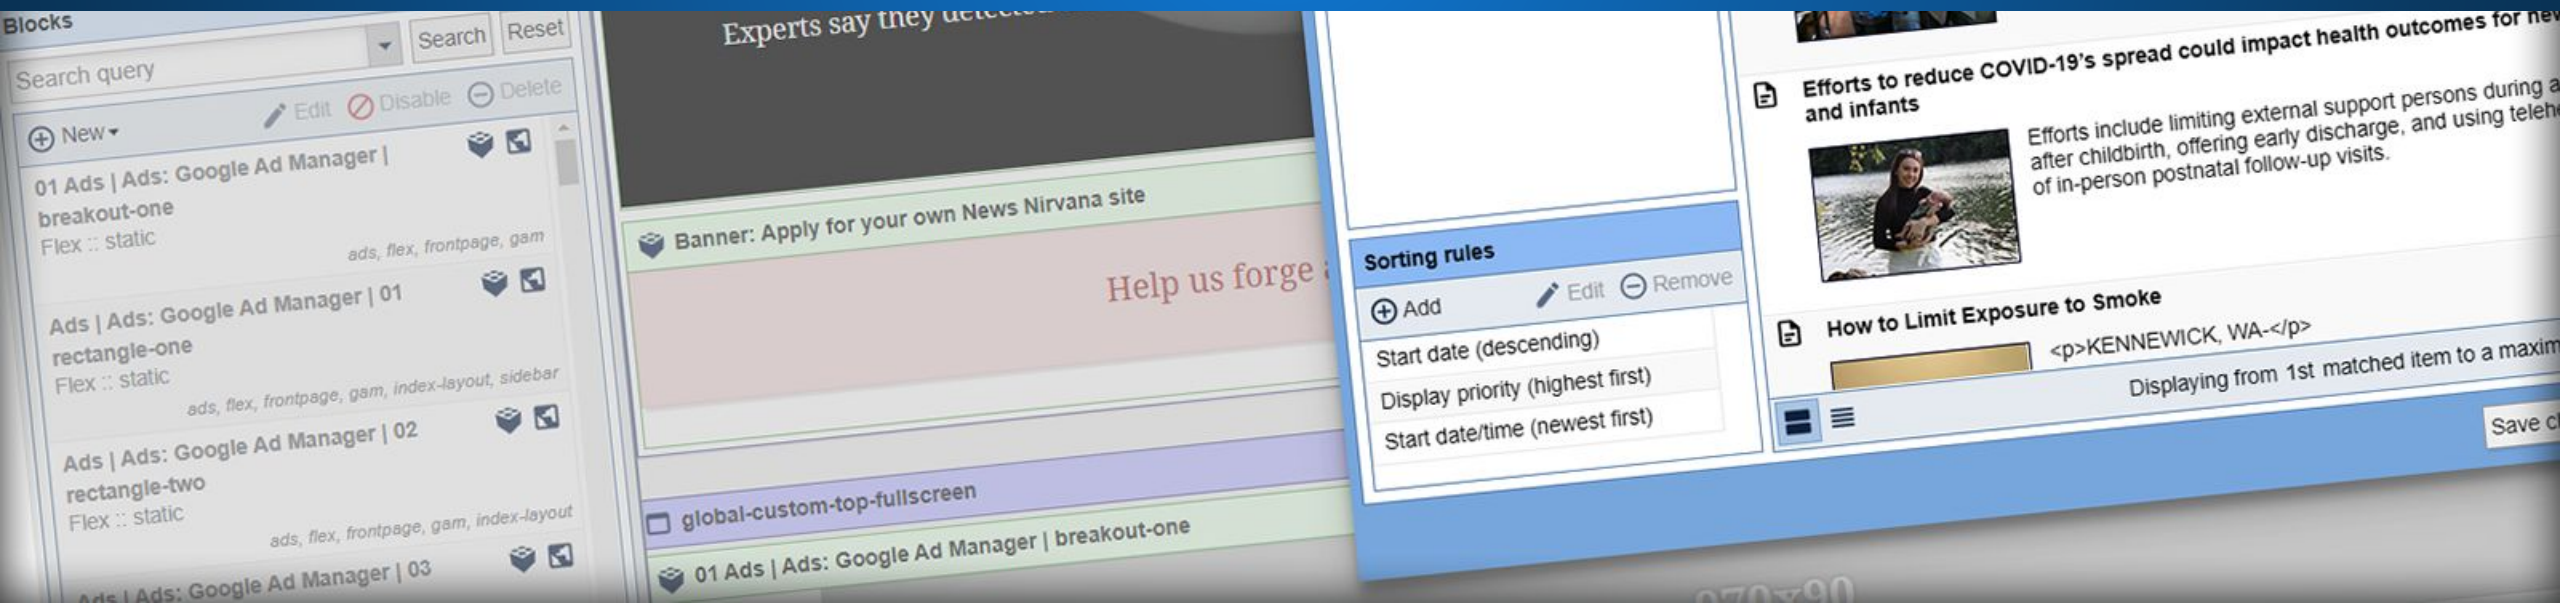 Blocks
Search query
Search
Reset
New
Edit
Disable
Delete
01 Ads | Ads: Google Ad Manager |
breakout-one
Flex :: static
ads, flex, frontpage, gam
Ads | Ads: Google Ad Manager | 01
rectangle-one
Flex :: static
ads, flex, frontpage, gam, index-layout, sidebar
Ads | Ads: Google Ad Manager | 02
rectangle-two
Flex :: static
ads, flex, frontpage, gam, index-layout
Ads | Ads: Google Ad Manager | 03
Experts say they detected
Banner: Apply for your own News Nirvana site
Help us forge
global-custom-top-fullscreen
01 Ads | Ads: Google Ad Manager | breakout-one
Sorting rules
Add
Edit
Remove
Start date (descending)
Display priority (highest first)
Start date/time (newest first)
Efforts to reduce COVID-19's spread could impact health outcomes for
and infants
Efforts include limiting external support persons during
after childbirth, offering early discharge, and using
of in-person postnatal follow-up visits.
How to Limit Exposure to Smoke
<p>KENNEWICK, WA-</p>
Displaying from 1st matched item to a
Save
970x90